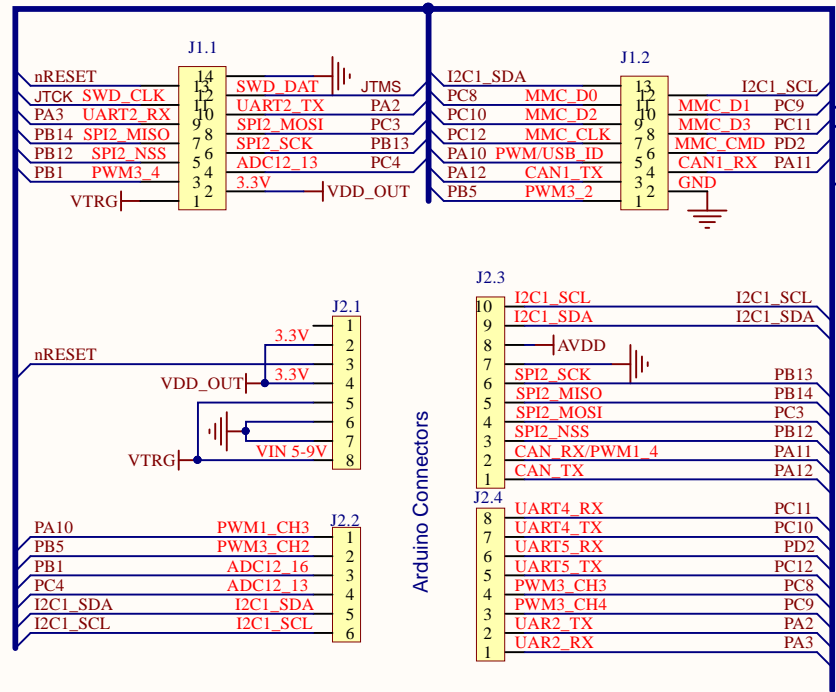 J1.1
nRESET 14
13 SWD_DAT JTMS
JTCK SWD_CLK 12
11 UART2_TX PA2
PA3 UART2_RX 10
9 SPI2_MOSI PC3
PB14 SPI2_MISO 8
7 SPI2_SCK PB13
PB12 SPI2_NSS 6
5 ADC12_13 PC4
PB1 PWM3_4 4
3 3.3V
2 VDD_OUT
VTRG 1
J1.2
I2C1_SDA 13 I2C1_SCL
PC8 MMC_D0 12
11 MMC_D1 PC9
PC10 MMC_D2 10
9 MMC_D3 PC11
PC12 MMC_CLK 8
7 MMC_CMD PD2
PA10 PWM/USB_ID 6
5 CAN1_RX PA11
PA12 CAN1_TX 4
3 GND
PB5 PWM3_2 2
1
J2.1
1
3.3V 2
nRESET 3
VDD_OUT 3.3V 4
5
6
7
VTRG VIN 5-9V 8
J2.2
PA10 PWM1_CH3 1
PB5 PWM3_CH2 2
PB1 ADC12_16 3
PC4 ADC12_13 4
I2C1_SDA I2C1_SDA 5
I2C1_SCL I2C1_SCL 6
Arduino Connectors
J2.3
10 I2C1_SCL I2C1_SCL
9 I2C1_SDA I2C1_SDA
8 AVDD
7
6 SPI2_SCK PB13
5 SPI2_MISO PB14
4 SPI2_MOSI PC3
3 SPI2_NSS PB12
2 CAN_RX/PWM1_4 PA11
1 CAN_TX PA12
J2.4
8 UART4_RX PC11
7 UART4_TX PC10
6 UART5_RX PD2
5 UART5_TX PC12
4 PWM3_CH3 PC8
3 PWM3_CH4 PC9
2 UAR2_TX PA2
1 UAR2_RX PA3